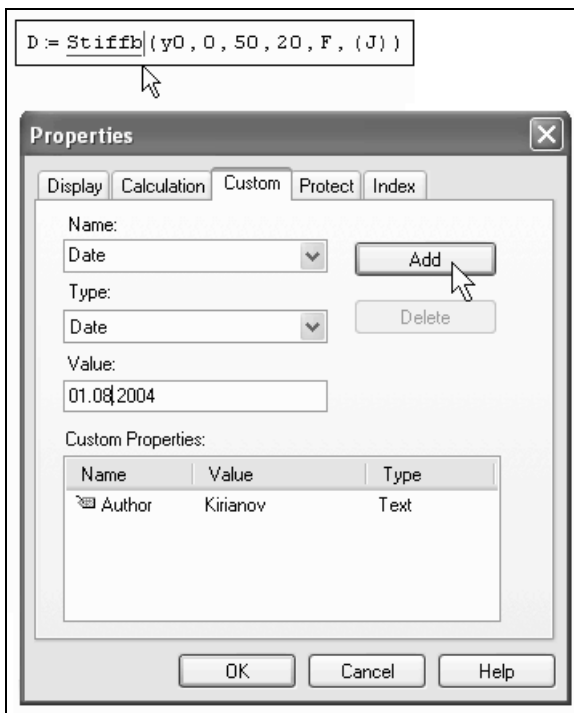 D := Stiffb(y0, 0, 50, 20, F, (J))
Properties
Display Calculation Custom Protect Index
Name:
Date
Add
Type:
Date
Delete
Value:
01.08.2004
Custom Properties:
Name Value Type
Author Kirianov Text
OK Cancel Help